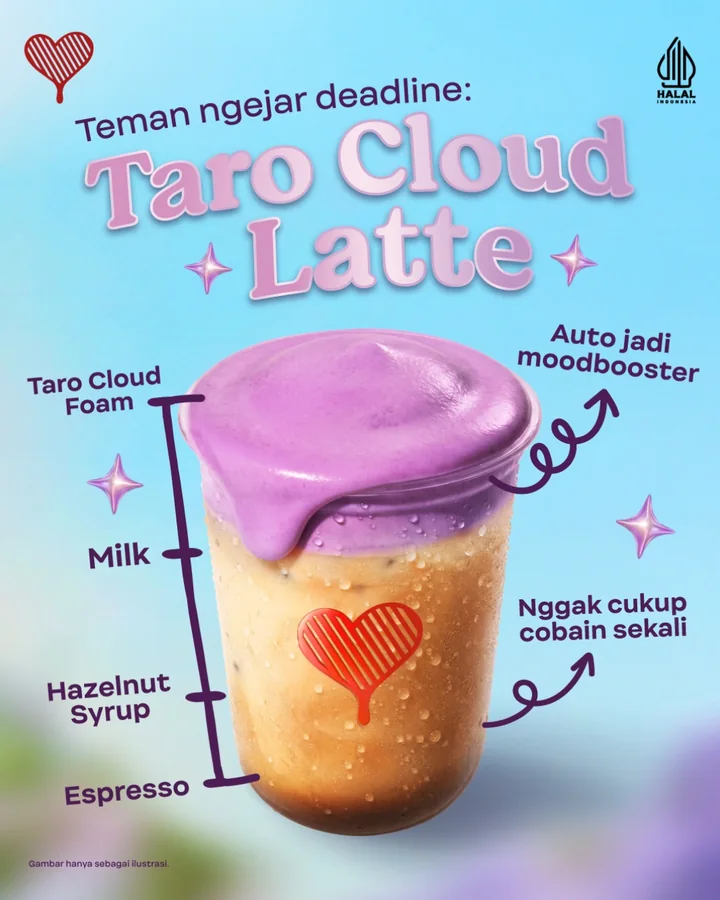 HALAL
INDONESIA
Teman ngejar deadline:
Taro Cloud
Latte
Auto jadi
moodbooster
Taro Cloud
Foam
Milk
Nggak cukup
cobain sekali
Hazelnut
Syrup
Espresso
Gambar hanya sebagai ilustrasi.